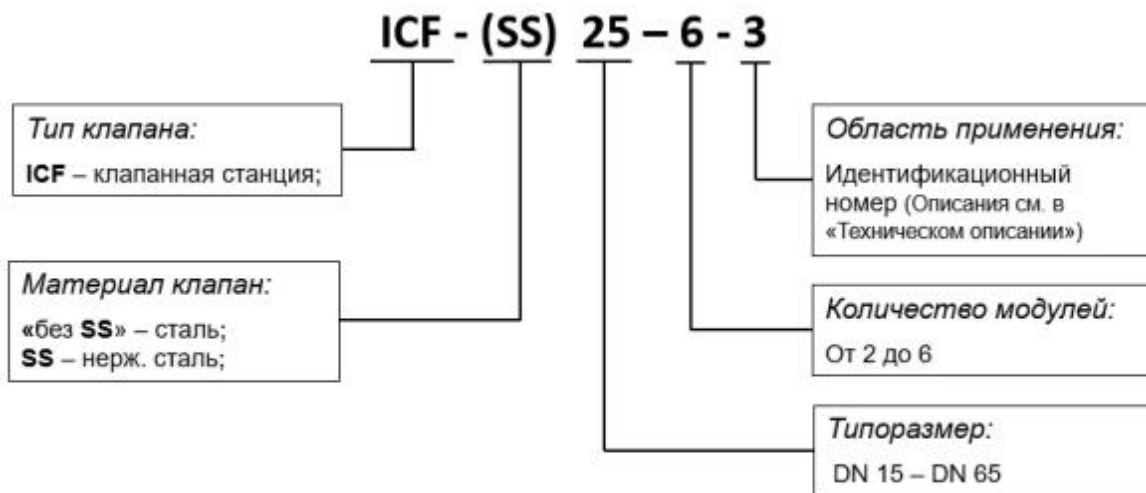 ICF - (SS) 25 – 6 - 3
Тип клапана:
ICF – клапанная станция;
Материал клапан:
«без SS» – сталь;
SS – нерж. сталь;
Область применения:
Идентификационный
номер (Описания см. в
«Техническом описании»)
Количество модулей:
От 2 до 6
Типоразмер:
DN 15 – DN 65